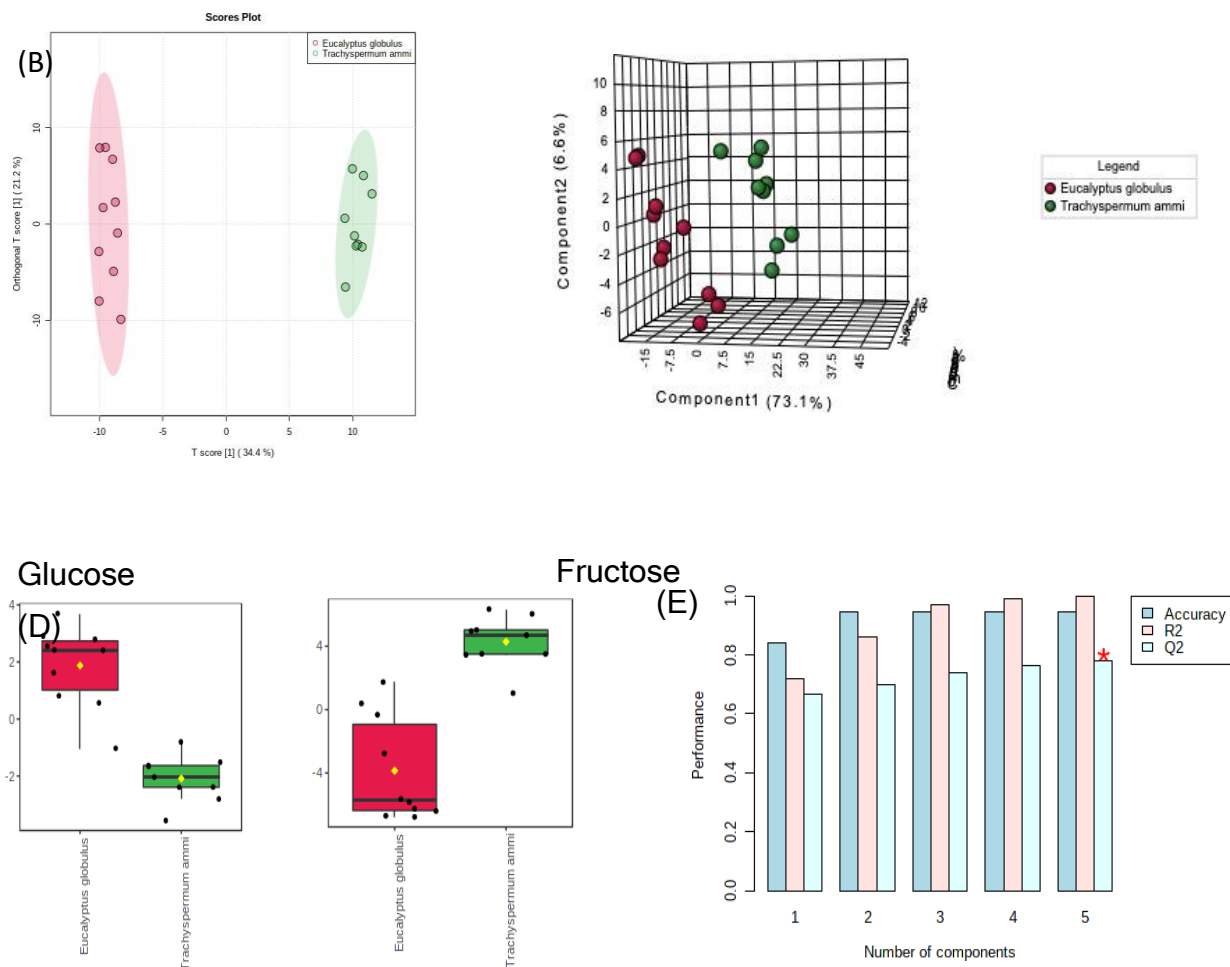 Scores Plot
(B)
Eucalyptus globulus
Trachyspermum ammi
Orthogonal T score [1] ( 21.2 %)
10
0
-10
-10
-5
0
5
10
T score [1] ( 34.4 %)
10
8
6
4
2
0
-2
-4
-6
Component2 (6.6%)
-15
-7.5
0
7.5
15
22.5
30
37.5
45
Component1 (73.1%)
Legend
Eucalyptus globulus
Trachyspermum ammi
Glucose
(D)
4
2
0
-2
Eucalyptus globulus
Trachyspermum ammi
Fructose
4
0
-4
Eucalyptus globulus
Trachyspermum ammi
(E)
Performance
1.0
0.8
0.6
0.4
0.2
0.0
*
Accuracy
R2
Q2
1
2
3
4
5
Number of components